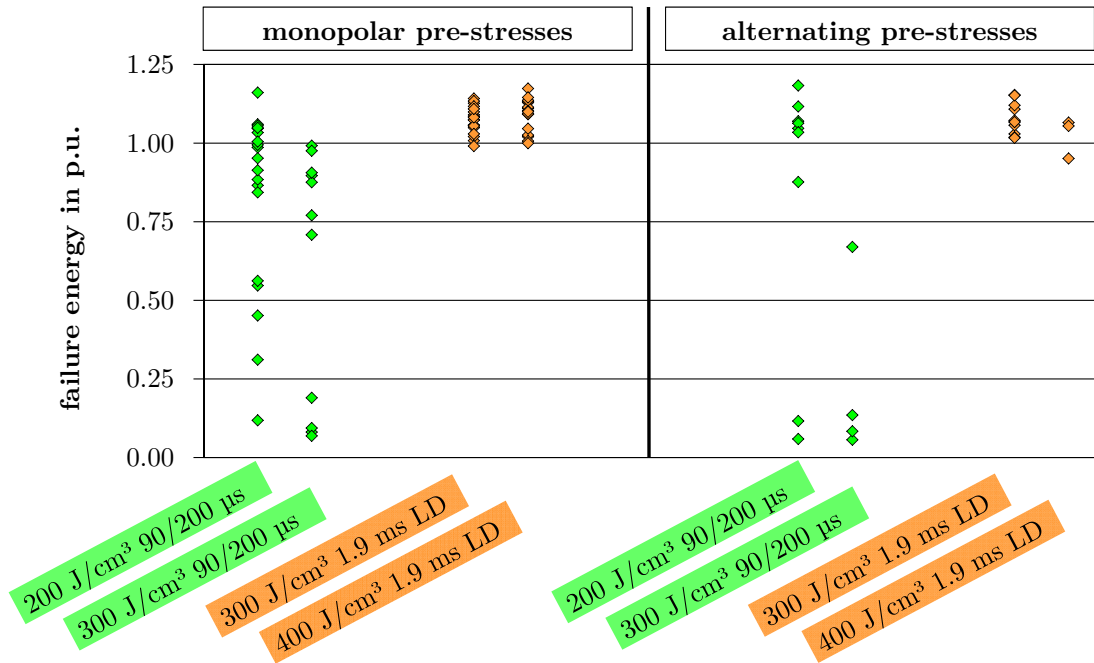 monopolar pre-stresses
alternating pre-stresses
failure energy in p.u.
1.25
1.00
0.75
0.50
0.25
0.00
200 J/cm³ 90/200 µs
300 J/cm³ 90/200 µs
300 J/cm³ 1.9 ms LD
400 J/cm³ 1.9 ms LD
200 J/cm³ 90/200 µs
300 J/cm³ 90/200 µs
300 J/cm³ 1.9 ms LD
400 J/cm³ 1.9 ms LD